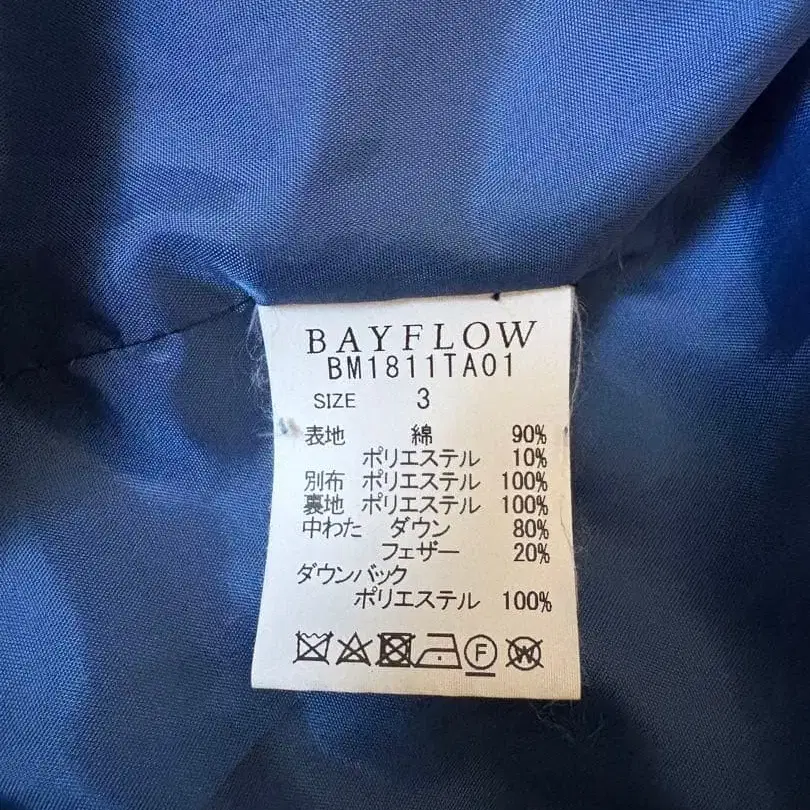 BAYFLOW
BM1811TA01
SIZE 3
表地 綿 90%
ポリエステル 10%
別布 ポリエステル 100%
裏地 ポリエステル 100%
中わた ダウン 80%
フェザー 20%
ダウンパック
ポリエステル 100%
F W